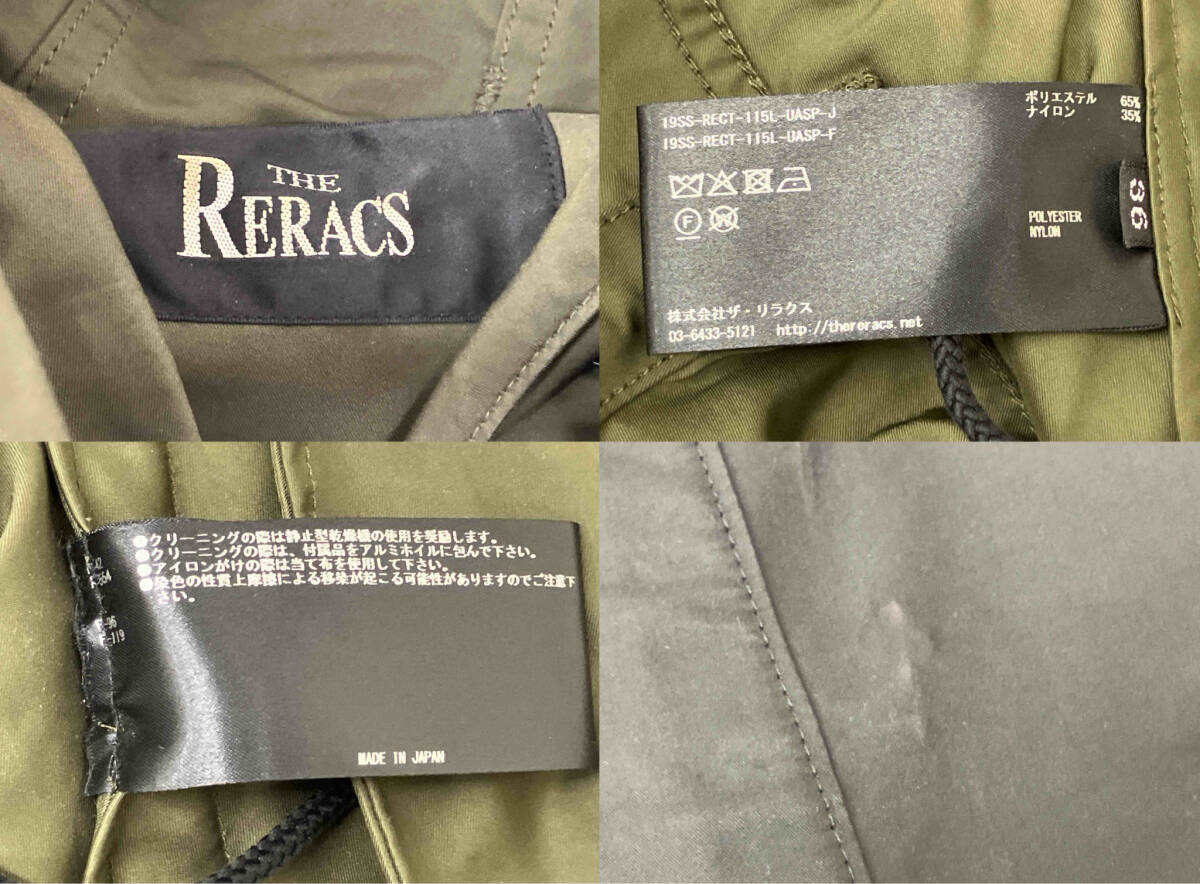 THE
RERACS
19SS-RECT-115L-UASP-J
19SS-RECT-115L-UASP-F
ポリエステル 65%
ナイロン 35%
36
F
W
POLYESTER
NYLON
株式会社ザ・リラクス
03-6433-5121 http://thereracs.net
●クリーニングの際は静止型乾燥機の使用を奨励します。
●クリーニングの際は、付属品をアルミホイルに包んで下さい。
●アイロンがけの際は当て布を使用して下さい。
●染色の性質上摩擦による移染が起こる可能性がありますのでご注意下
さい。
MADE IN JAPAN